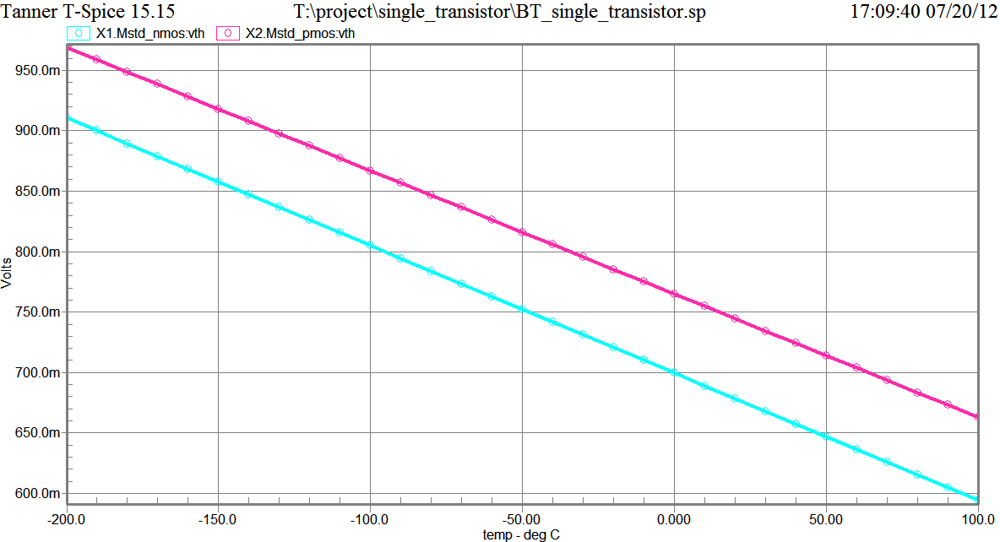 Tanner T-Spice 15.15 T:\project\single_transistor\BT_single_transistor.sp 17:09:40 07/20/12
X1.Mstd_nmos:vth X2.Mstd_pmos:vth
950.0m
900.0m
850.0m
800.0m
Volts
750.0m
700.0m
650.0m
600.0m
-200.0 -150.0 -100.0 -50.00 0.000 50.00 100.0
temp - deg C